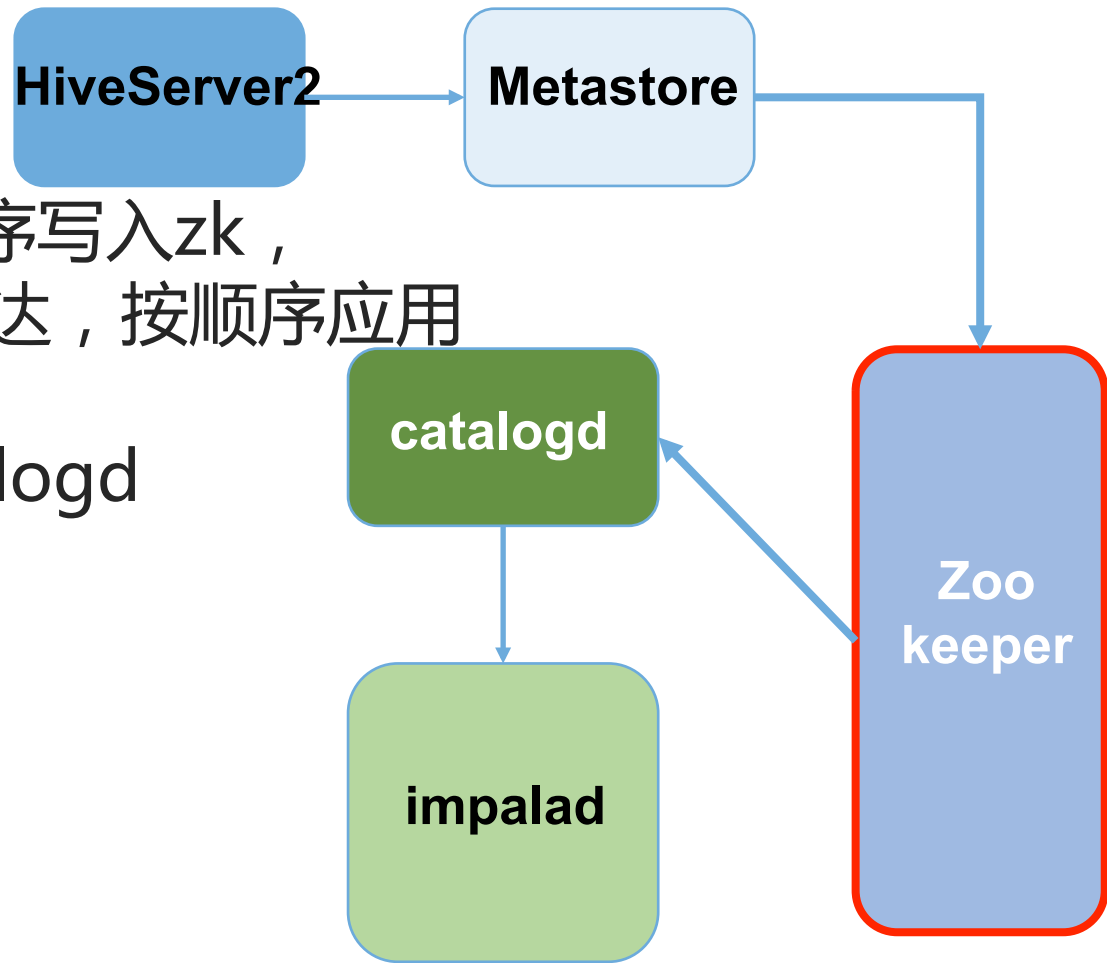 HiveServer2
Metastore
序写入zk，
达，按顺序应用
catalogd
logd
Zoo
keeper
impalad